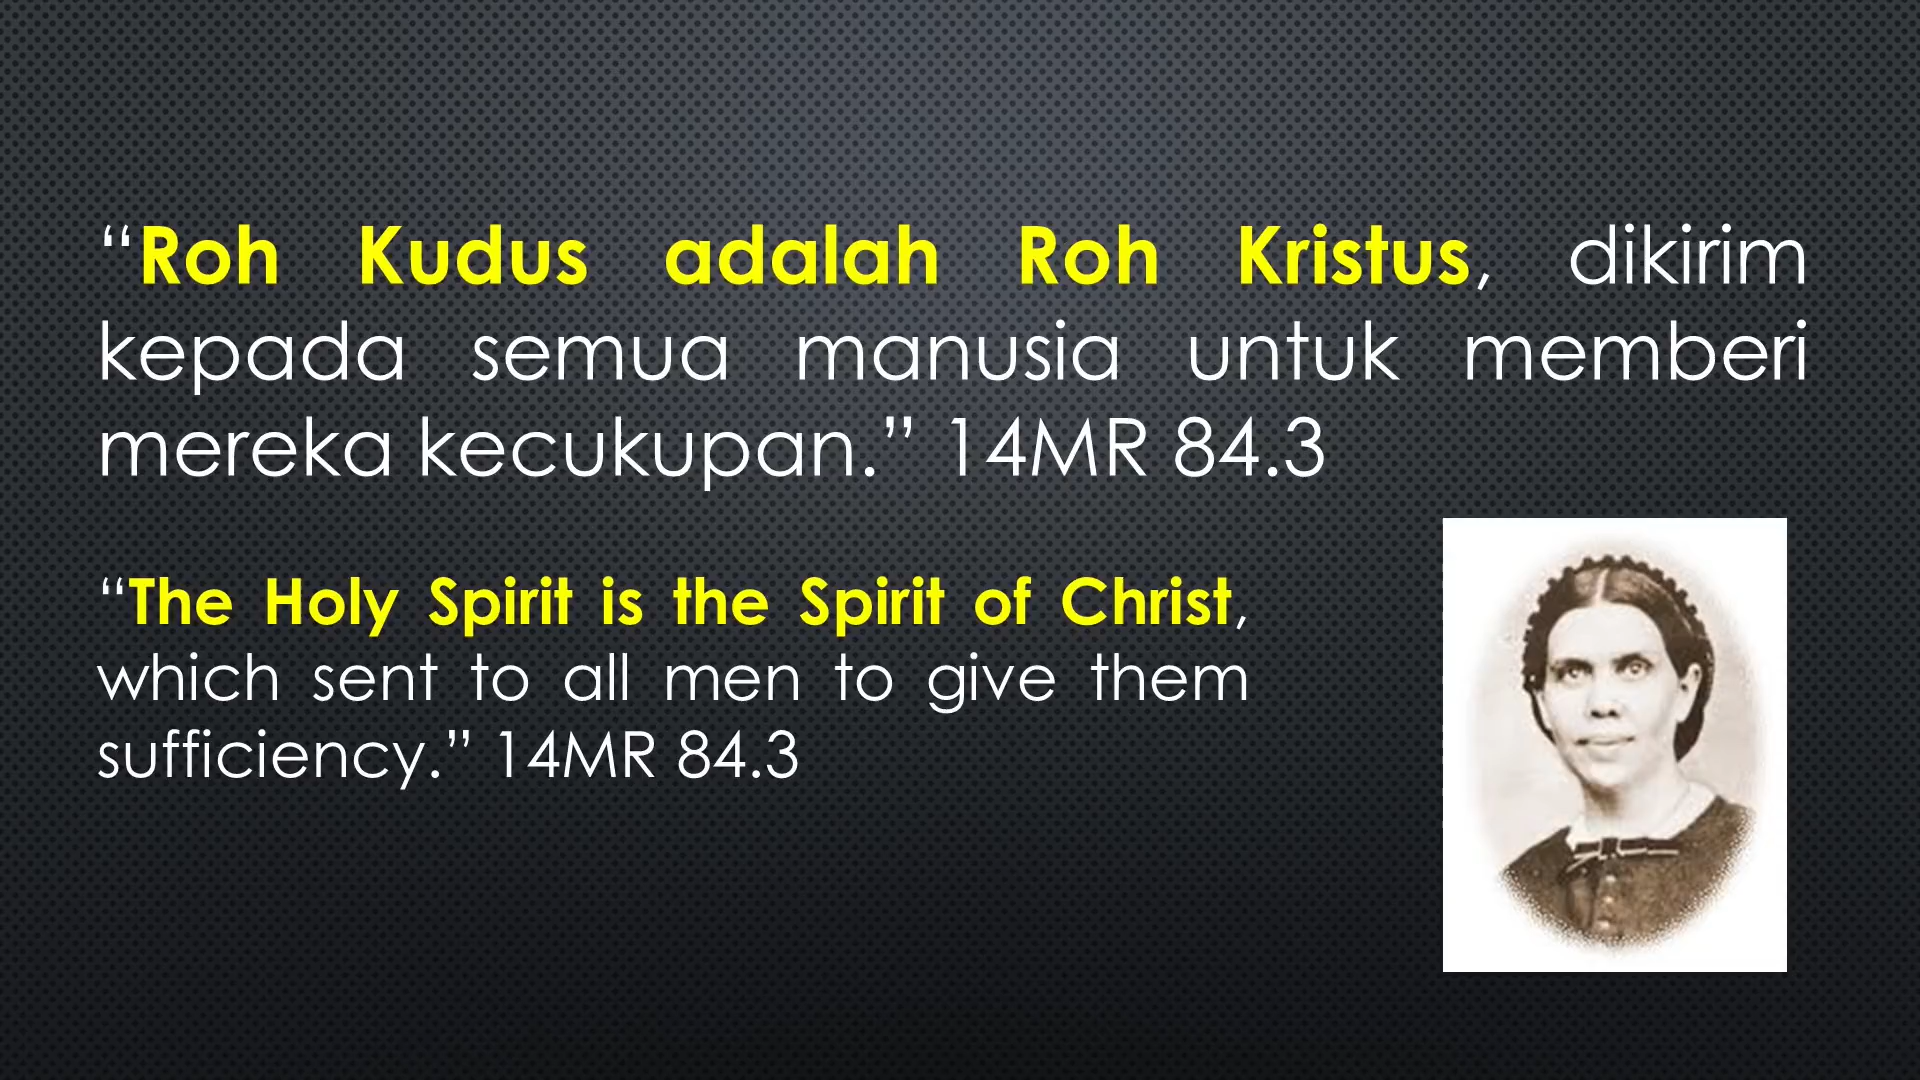 “Roh Kudus adalah Roh Kristus, dikirim
kepada semua manusia untuk memberi
mereka kecukupan.” 14MR 84.3
“The Holy Spirit is the Spirit of Christ,
which sent to all men to give them
sufficiency.” 14MR 84.3